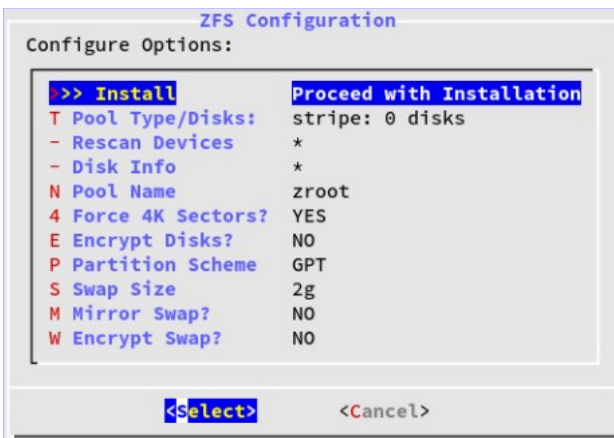 ZFS Configuration
Configure Options:
>>> Install Proceed with Installation
T Pool Type/Disks: stripe: 0 disks
- Rescan Devices *
- Disk Info *
N Pool Name zroot
4 Force 4K Sectors? YES
E Encrypt Disks? NO
P Partition Scheme GPT
S Swap Size 2g
M Mirror Swap? NO
W Encrypt Swap? NO
<Select> <Cancel>